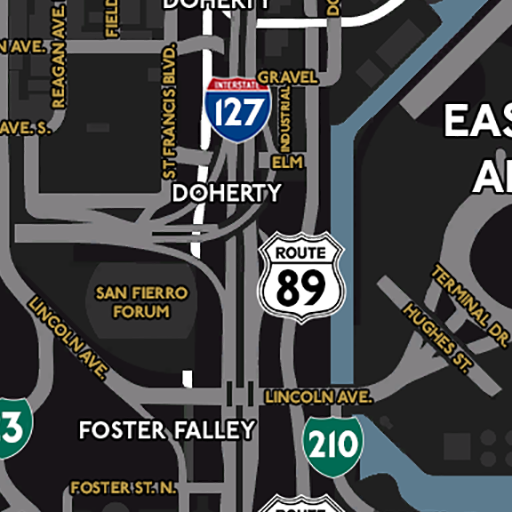 DOHERTY
N AVE.
REAGAN AVE.
FIELD
ST FRANCIS BLVD.
INTERSTATE
127
GRAVEL
INDUSTRIAL
AVE. S.
ELM
EAS
DOHERTY
ROUTE
89
SAN FIERRO
FORUM
TERMINAL DR.
HUGHES ST.
LINCOLN AVE.
LINCOLN AVE.
3
FOSTER FALLEY
210
FOSTER ST. N.
ROUTE